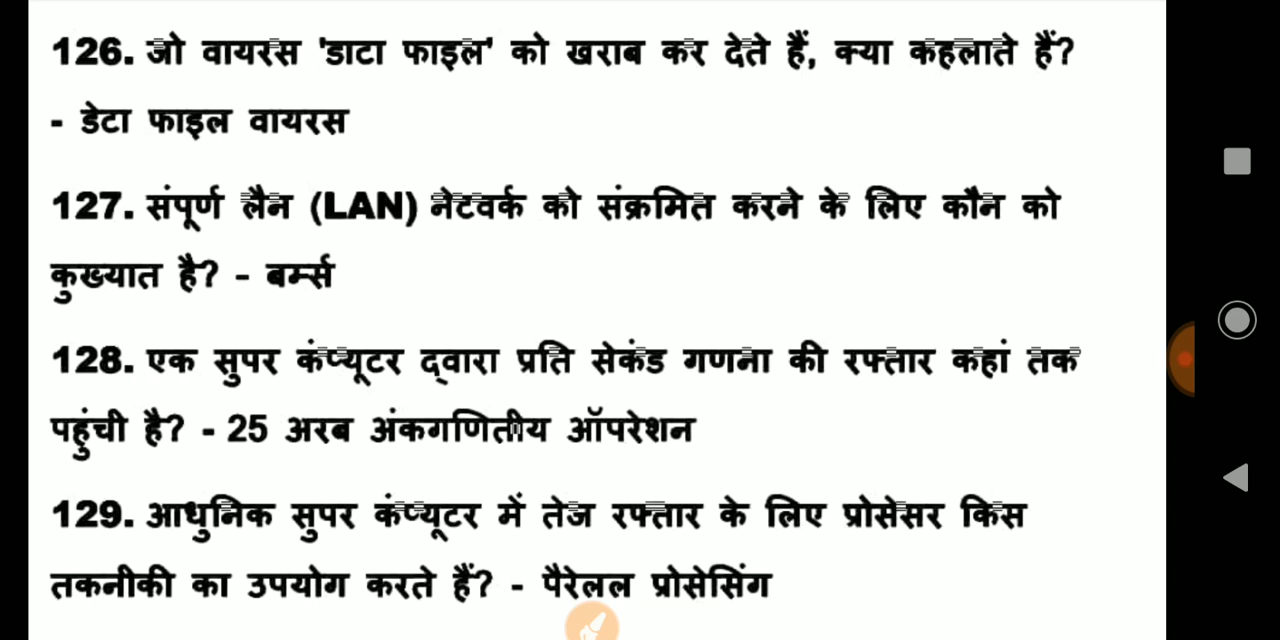 126. जो वायरस 'डाटा फाइल' को खराब कर देते हैं, क्या कहलाते हैं?
- डेटा फाइल वायरस
127. संपूर्ण लैन (LAN) नेटवर्क को संक्रमित करने के लिए कौन को
कुख्यात है? - बर्म्स
128. एक सुपर कंप्यूटर द्वारा प्रति सेकंड गणना की रफ्तार कहां तक
पहुंची है? - 25 अरब अंकगणितीय ऑपरेशन
129. आधुनिक सुपर कंप्यूटर में तेज रफ्तार के लिए प्रोसेसर किस
तकनीकी का उपयोग करते हैं? - पैरेलल प्रोसेसिंग